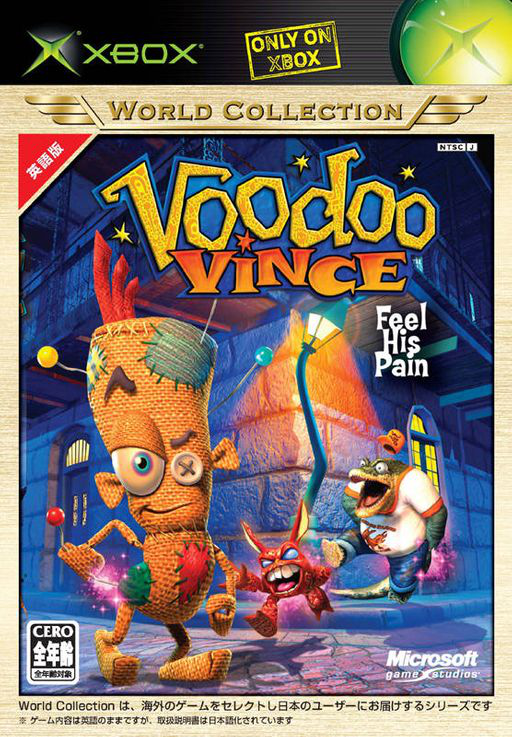 XBOX
ONLY ON
XBOX
WORLD COLLECTION
英語版
NTSC J
Voodoo
VINCE
Feel
His
Pain
CERO
全年齢
全年齢対象
Microsoft
game studios
World Collection は、海外のゲームをセレクトし日本のユーザーにお届けするシリーズです
※ ゲーム内容は英語のままですが、取扱説明書は日本語化されています